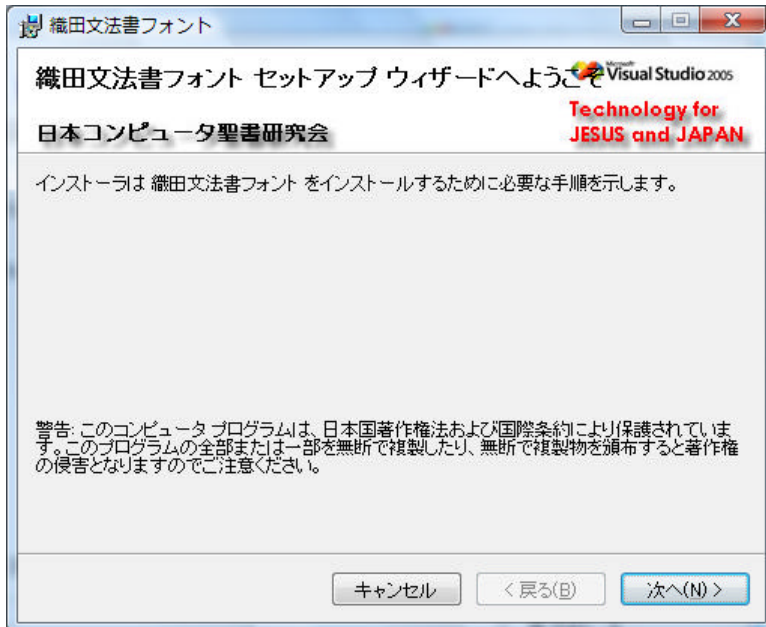 織田文法書フォント
織田文法書フォント セットアップ ウィザードへようこそ
Microsoft
Visual Studio 2005
Technology for
JESUS and JAPAN
日本コンピュータ聖書研究会
インストーラは 織田文法書フォント をインストールするために必要な手順を示します。
警告: このコンピュータ プログラムは、日本国著作権法および国際条約により保護されていま
す。このプログラムの全部または一部を無断で複製したり、無断で複製物を頒布すると著作権
の侵害となりますのでご注意ください。
キャンセル
< 戻る(B)
次へ(N) >